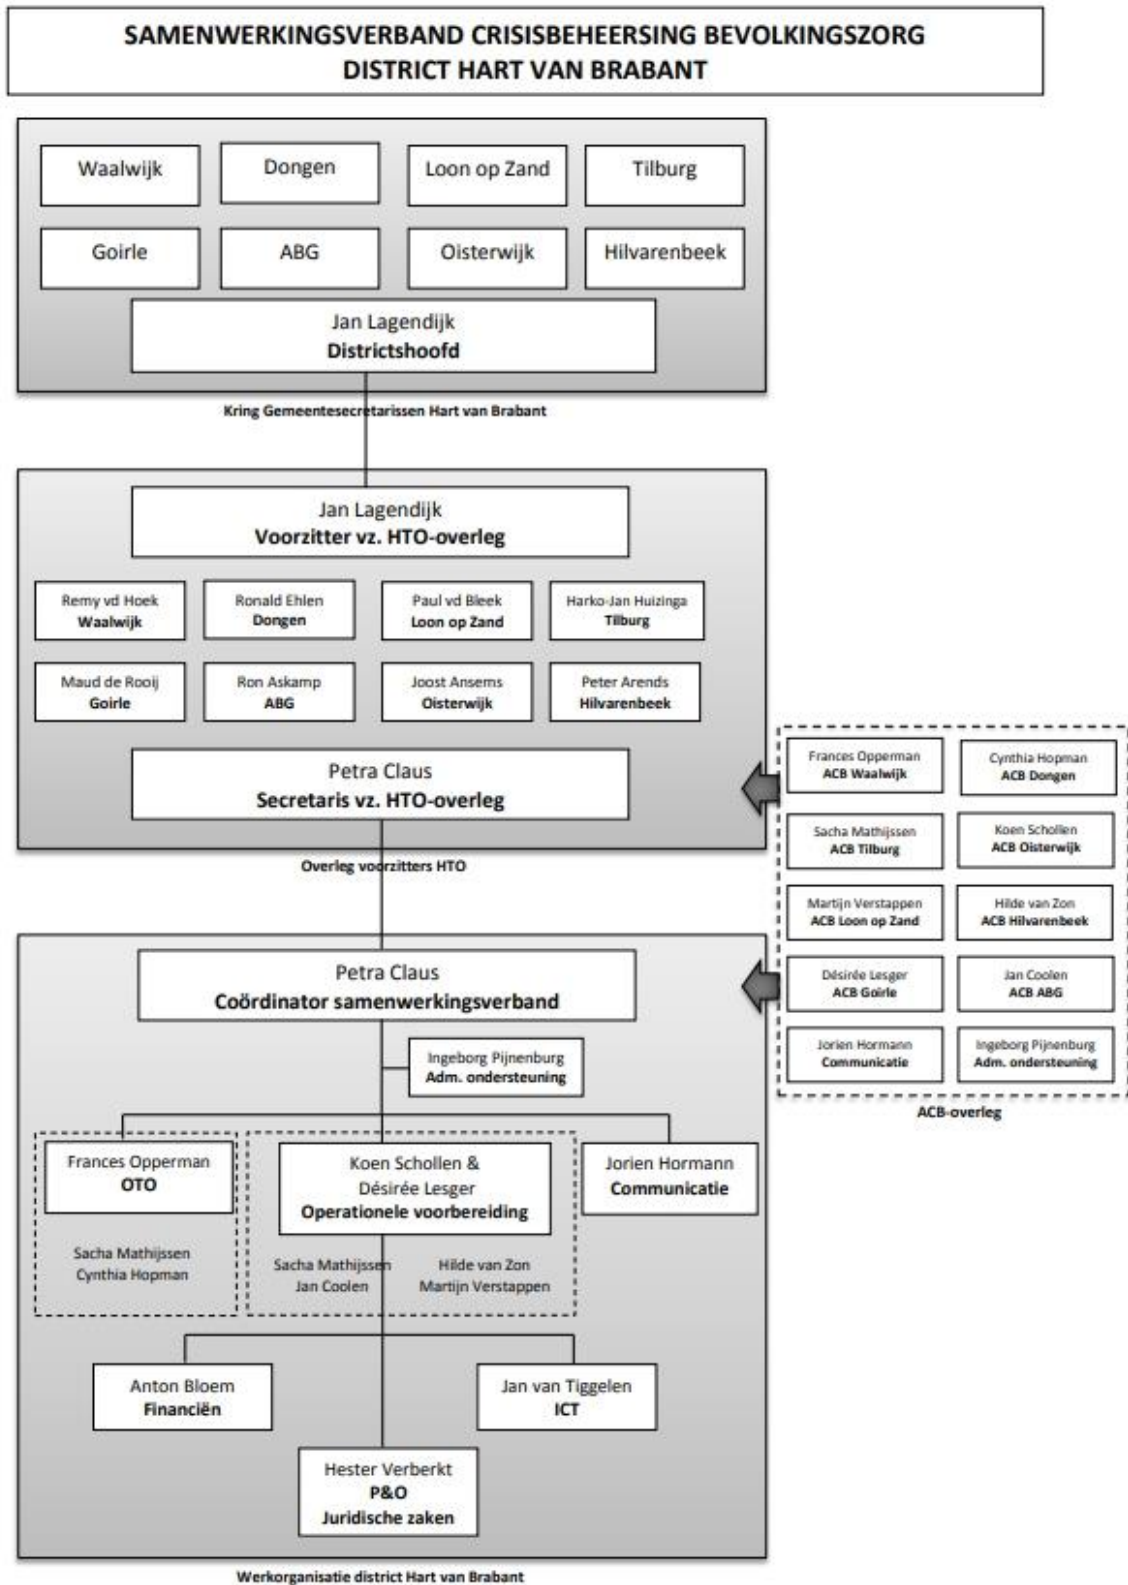 SAMENWERKINGSVERBAND CRISISBEHEERSING BEVOLKINGSZORG
DISTRICT HART VAN BRABANT
Waalwijk
Dongen
Loon op Zand
Tilburg
Goirle
ABG
Oisterwijk
Hilvarenbeek
Jan Lagendijk
Districtshoofd
Kring Gemeentesecretarissen Hart van Brabant
Jan Lagendijk
Voorzitter vz. HTO-overleg
Remy vd Hoek
Waalwijk
Ronald Ehlen
Dongen
Paul vd Bleek
Loon op Zand
Harko-Jan Huizinga
Tilburg
Maud de Rooij
Goirle
Ron Askamp
ABG
Joost Ansems
Oisterwijk
Peter Arends
Hilvarenbeek
Petra Claus
Secretaris vz. HTO-overleg
Overleg voorzitters HTO
Frances Opperman
ACB Waalwijk
Cynthia Hopman
ACB Dongen
Sacha Mathijssen
ACB Tilburg
Koen Schollen
ACB Oisterwijk
Martijn Verstappen
ACB Loon op Zand
Hilde van Zon
ACB Hilvarenbeek
Désirée Lesger
ACB Goirle
Jan Coolen
ACB ABG
Jorien Hormann
Communicatie
Ingeborg Pijnenburg
Adm. ondersteuning
ACB-overleg
Petra Claus
Coördinator samenwerkingsverband
Ingeborg Pijnenburg
Adm. ondersteuning
Frances Opperman
OTO
Sacha Mathijssen
Cynthia Hopman
Koen Schollen &
Désirée Lesger
Operationele voorbereiding
Sacha Mathijssen
Jan Coolen
Hilde van Zon
Martijn Verstappen
Jorien Hormann
Communicatie
Anton Bloem
Financiën
Jan van Tiggelen
ICT
Hester Verberkt
P&O
Juridische zaken
Werkorganisatie district Hart van Brabant